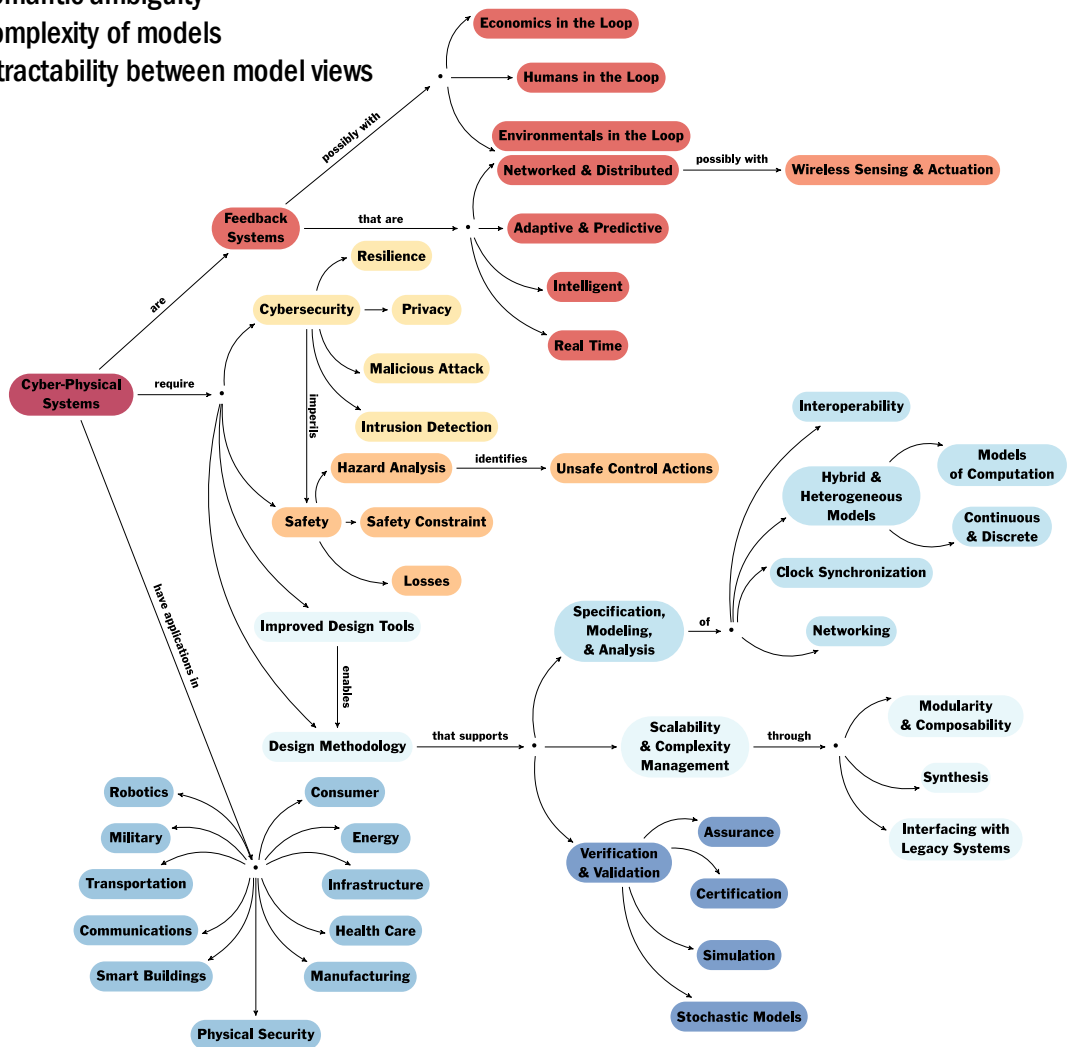 omantic ambiguity
omplexity of models
tractability between model views
Economics in the Loop
Humans in the Loop
possibly with
Environmentals in the Loop
Networked & Distributed
possibly with
Wireless Sensing & Actuation
Feedback
Systems
that are
Adaptive & Predictive
Resilience
Intelligent
are
Cybersecurity
Privacy
Real Time
Malicious Attack
Cyber-Physical
Systems
require
imperils
Intrusion Detection
Interoperability
Hazard Analysis
identifies
Unsafe Control Actions
Models
of Computation
Hybrid &
Heterogeneous
Models
Safety
Safety Constraint
Continuous
& Discrete
Losses
Clock Synchronization
have applications in
Improved Design Tools
Specification,
Modeling,
& Analysis
of
Networking
enables
Design Methodology
that supports
Scalability
& Complexity
Management
through
Modularity
& Composability
Synthesis
Interfacing with
Legacy Systems
Robotics
Consumer
Military
Energy
Transportation
Infrastructure
Communications
Health Care
Smart Buildings
Manufacturing
Physical Security
Verification
& Validation
Assurance
Certification
Simulation
Stochastic Models